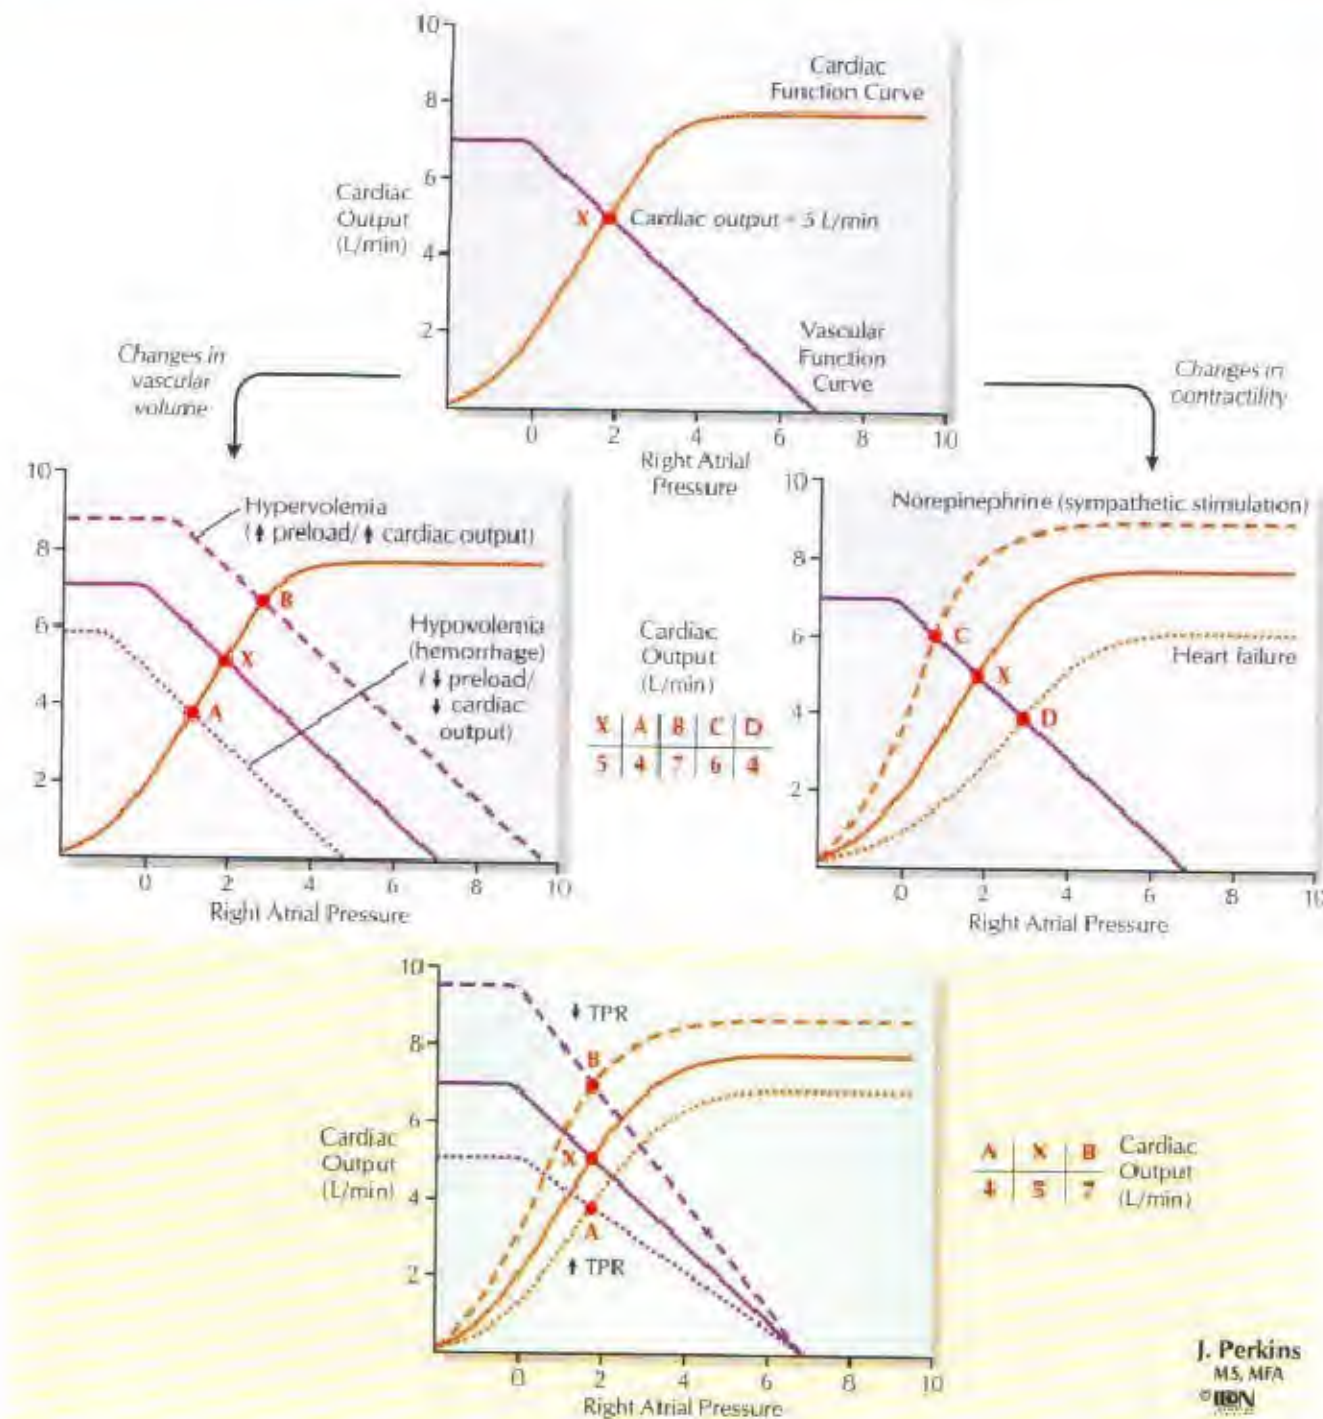 10
8
6
4
2
Cardiac
Output
(L/min)
Cardiac
Function Curve
X
Cardiac output = 5 L/min
Vascular
Function
Curve
0 2 4 6 8 10
Right Atrial
Pressure
Changes in
vascular
volume
Changes in
contractility
10
8
6
4
2
Hypervolemia
(↑ preload/↑ cardiac output)
B
X
A
Hypovolemia
(hemorrhage)
(↓ preload/
↓ cardiac
output)
0 2 4 6 8 10
Right Atrial Pressure
Cardiac
Output
(L/min)
X A B C D
5 4 7 6 4
10
8
6
4
2
Norepinephrine (sympathetic stimulation)
C
X
D
Heart failure
0 2 4 6 8 10
Right Atrial Pressure
10
8
6
4
2
Cardiac
Output
(L/min)
↓ TPR
B
X
A
↑ TPR
0 2 4 6 8 10
Right Atrial Pressure
A X B
4 5 7
Cardiac
Output
(L/min)
J. Perkins
MS, MFA